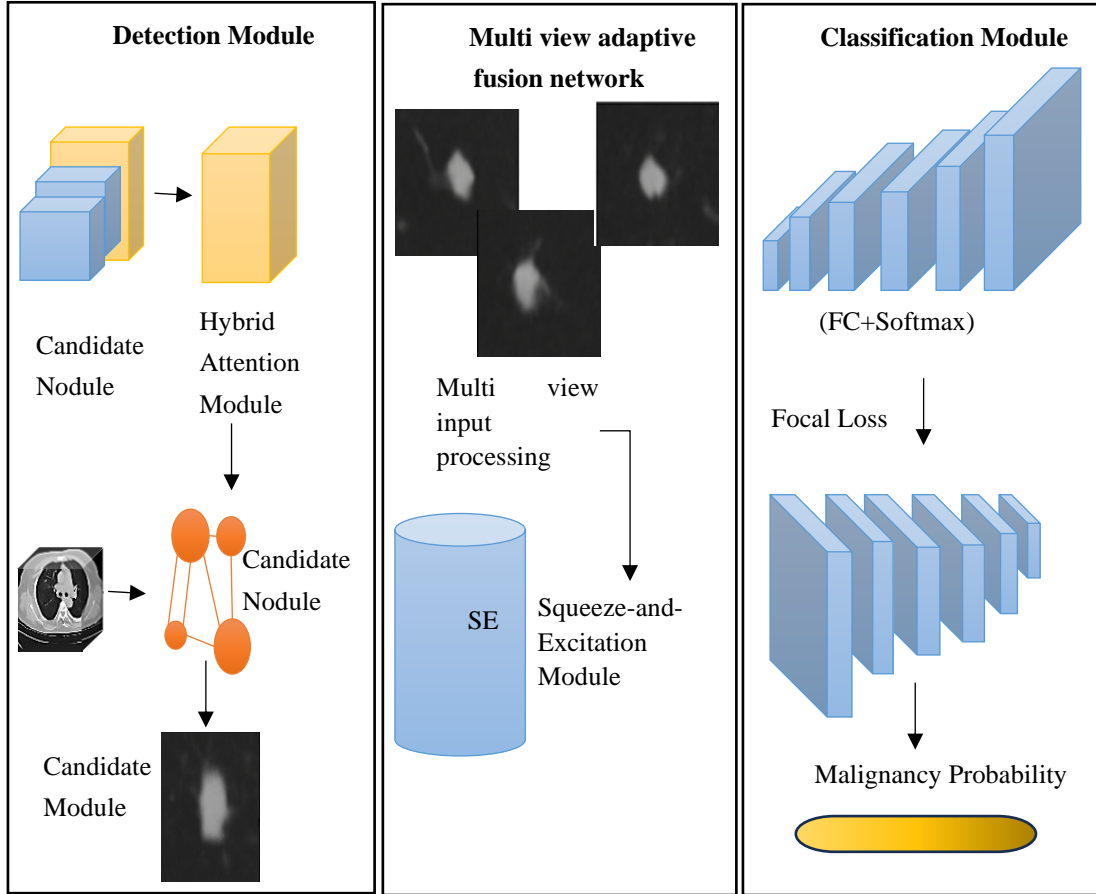 Detection Module
Candidate
Nodule
Hybrid
Attention
Module
Candidate
Nodule
Candidate
Module
Multi view adaptive
fusion network
Multi view
input
processing
SE
Squeeze-and-
Excitation
Module
Classification Module
(FC+Softmax)
Focal Loss
Malignancy Probability